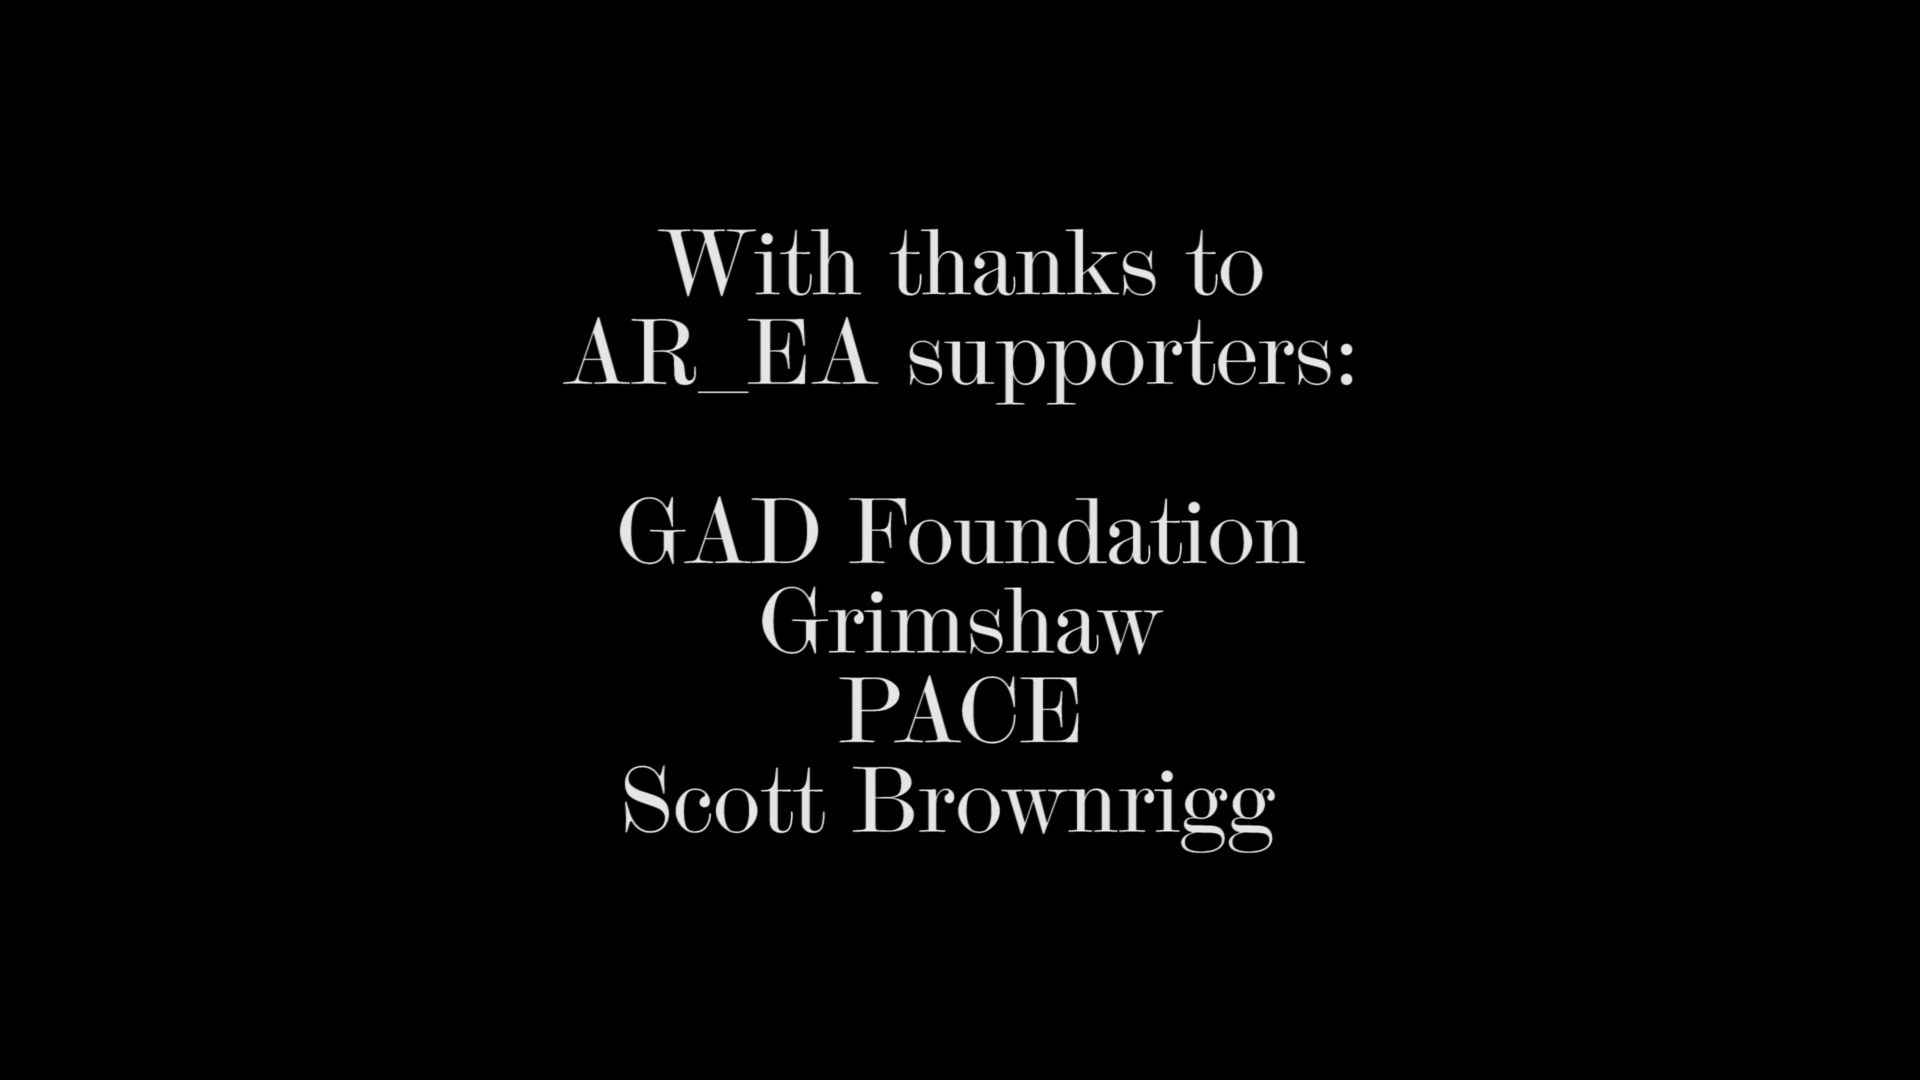 With thanks to
AR_EA supporters:
GAD Foundation
Grimshaw
PACE
Scott Brownrigg